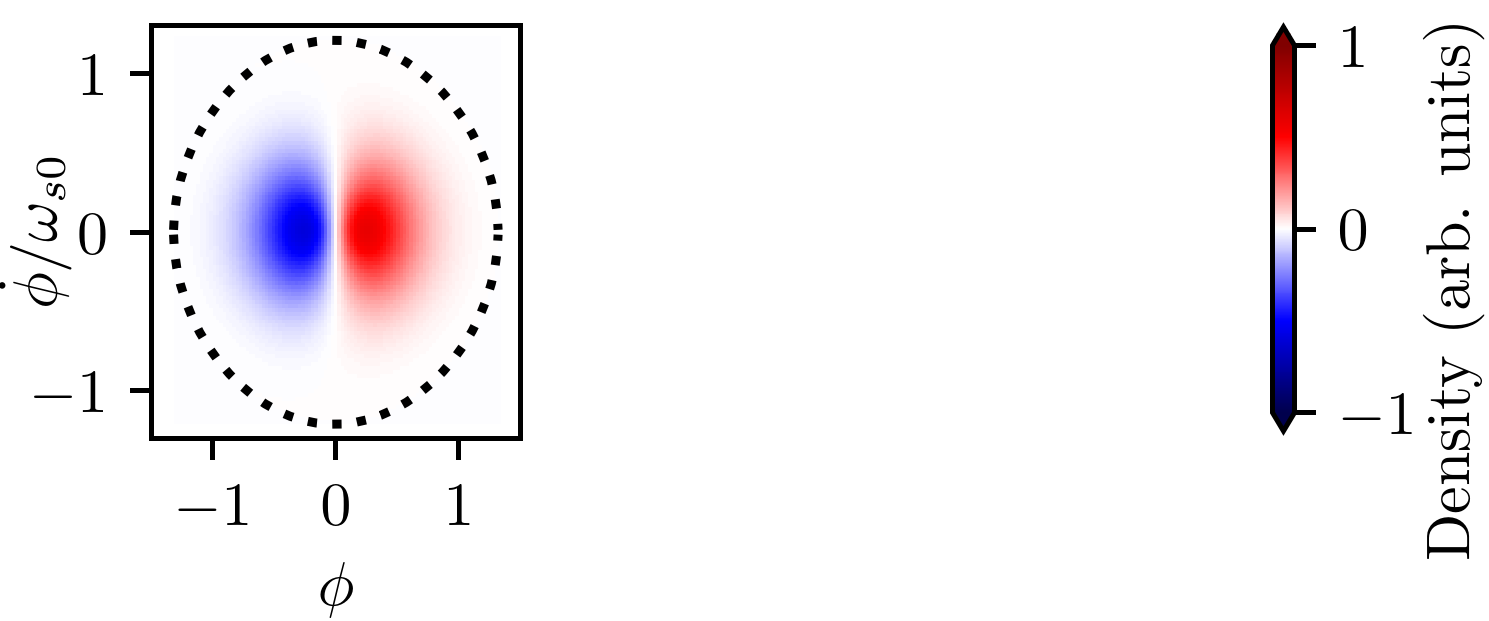 1
0
−1
ϕ̇/ω_{s0}
−1 0 1
ϕ
1
0
−1
Density (arb. units)